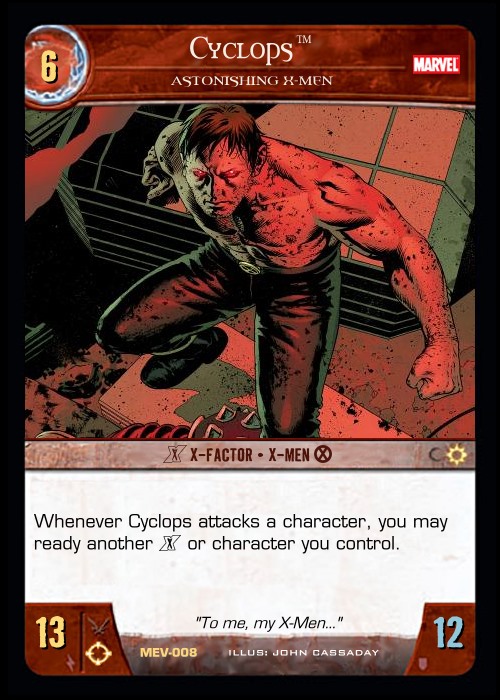 6
Cyclops™
ASTONISHING X-MEN
MARVEL
X-FACTOR • X-MEN
C
Whenever Cyclops attacks a character, you may
ready another X or character you control.
"To me, my X-Men..."
13
MEV-008
ILLUS: JOHN CASSADAY
12